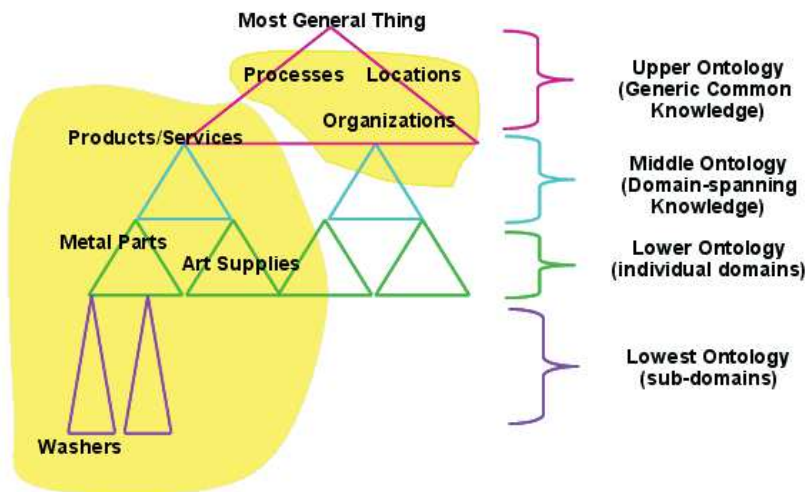 Most General Thing
Processes Locations
Organizations
Products/Services
Metal Parts
Art Supplies
Washers
Upper Ontology
(Generic Common
Knowledge)
Middle Ontology
(Domain-spanning
Knowledge)
Lower Ontology
(individual domains)
Lowest Ontology
(sub-domains)